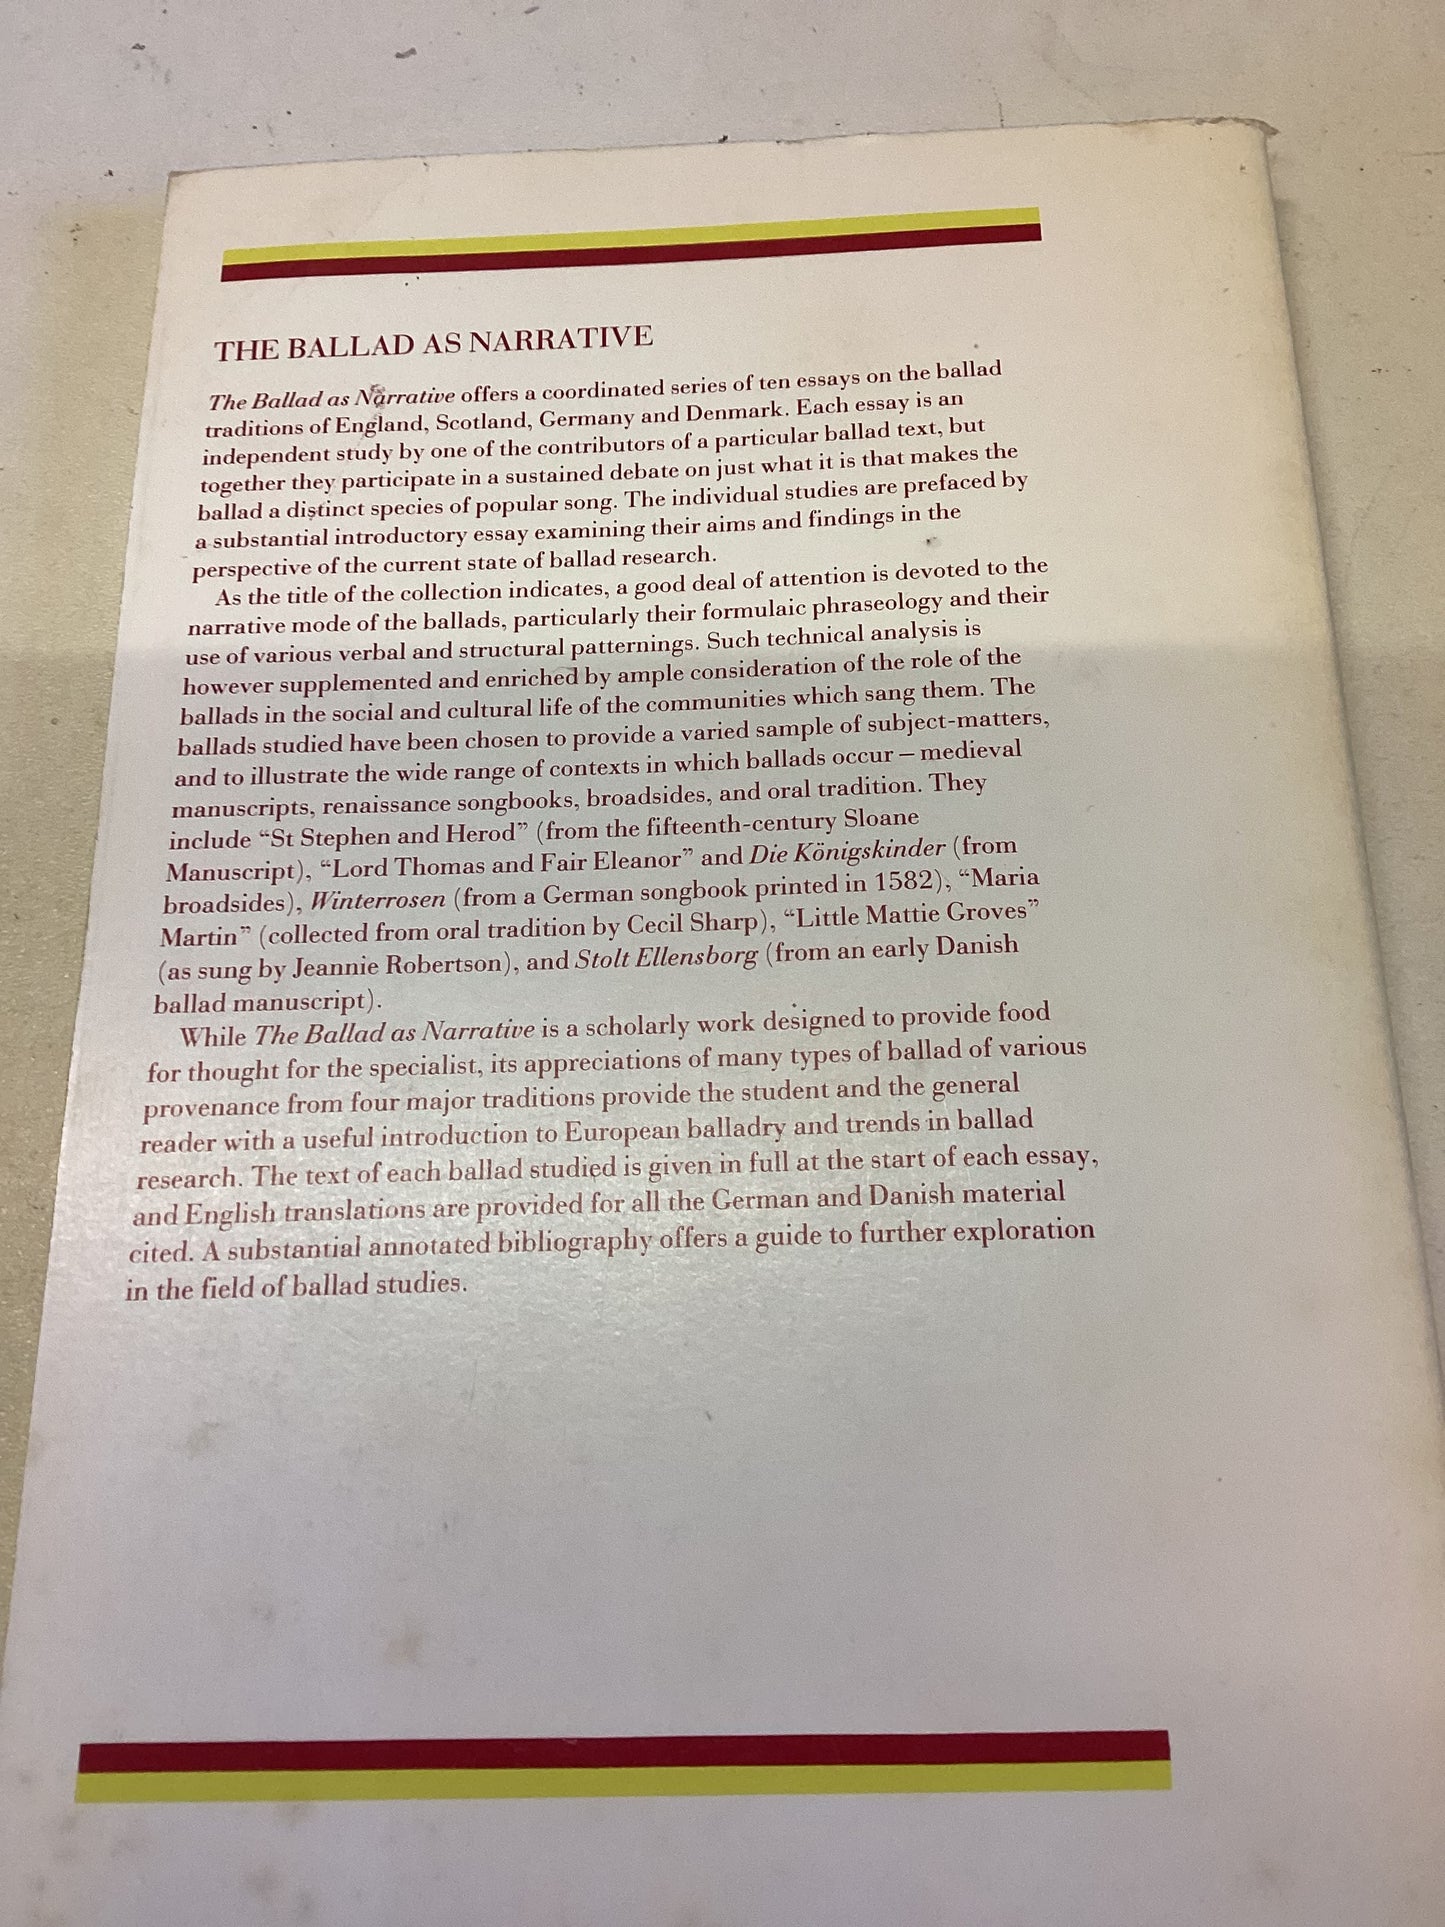 THE BALLAD AS NARRATIVE
The Ballad as Narrative offers a coordinated series of ten essays on the ballad
traditions of England, Scotland, Germany and Denmark. Each essay is an
independent study by one of the contributors of a particular ballad text, but
together they participate in a sustained debate on just what it is that makes the
ballad a distinct species of popular song. The individual studies are prefaced by
a substantial introductory essay examining their aims and findings in the
perspective of the current state of ballad research.
As the title of the collection indicates, a good deal of attention is devoted to the
narrative mode of the ballads, particularly their formulaic phraseology and their
use of various verbal and structural patternings. Such technical analysis is
however supplemented and enriched by ample consideration of the role of the
ballads in the social and cultural life of the communities which sang them. The
ballads studied have been chosen to provide a varied sample of subject-matters,
and to illustrate the wide range of contexts in which ballads occur – medieval
manuscripts, renaissance songbooks, broadsides, and oral tradition. They
include “St Stephen and Herod” (from the fifteenth-century Sloane
Manuscript), “Lord Thomas and Fair Eleanor” and Die Königskinder (from
broadsides), Winterrosen (from a German songbook printed in 1582), “Maria
Martin” (collected from oral tradition by Cecil Sharp), “Little Mattie Groves”
(as sung by Jeannie Robertson), and Stolt Ellensborg (from an early Danish
ballad manuscript).
While The Ballad as Narrative is a scholarly work designed to provide food
for thought for the specialist, its appreciations of many types of ballad of various
provenance from four major traditions provide the student and the general
reader with a useful introduction to European balladry and trends in ballad
research. The text of each ballad studied is given in full at the start of each essay,
and English translations are provided for all the German and Danish material
cited. A substantial annotated bibliography offers a guide to further exploration
in the field of ballad studies.